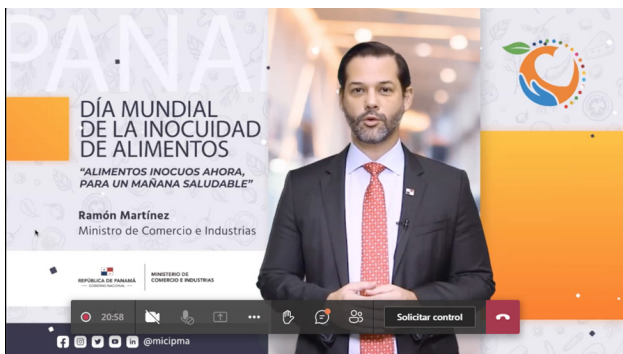 PANA
DÍA MUNDIAL
DE LA INOCUIDAD
DE ALIMENTOS
"ALIMENTOS INOCUOS AHORA,
PARA UN MAÑANA SALUDABLE"
Ramón Martínez
Ministro de Comercio e Industrias
REPÚBLICA DE PANAMÁ
— GOBIERNO NACIONAL —
MINISTERIO DE
COMERCIO E INDUSTRIAS
20:58
Solicitar control
@micipma